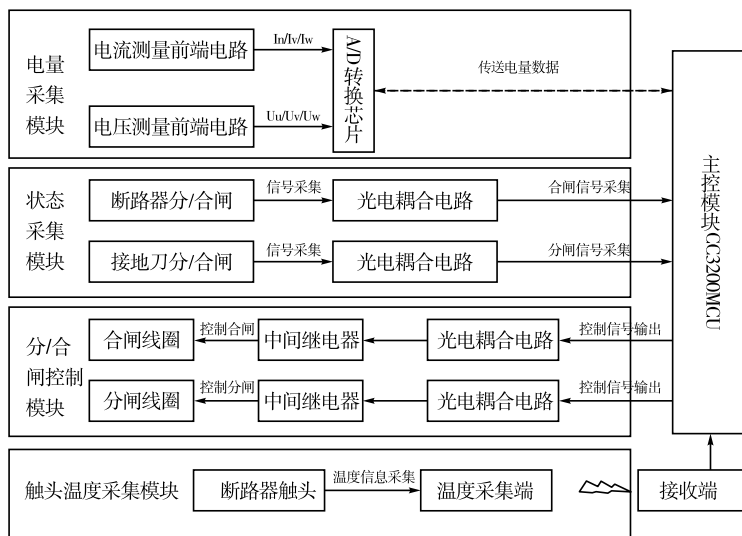 电量
采集
模块
电流测量前端电路
In/Iv/Iw
电压测量前端电路
Uu/Uv/Uw
A/D转换芯片
传送电量数据
主控模块CC3200MCU
状态
采集
模块
断路器分/合闸
信号采集
光电耦合电路
合闸信号采集
接地刀分/合闸
信号采集
光电耦合电路
分闸信号采集
分/合
闸控制
模块
合闸线圈
控制合闸
中间继电器
光电耦合电路
控制信号输出
分闸线圈
控制分闸
中间继电器
光电耦合电路
控制信号输出
触头温度采集模块
断路器触头
温度信息采集
温度采集端
接收端